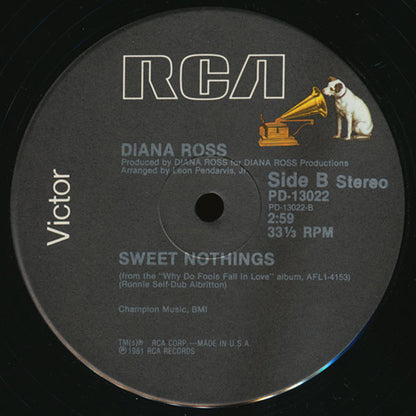 RCA
Victor
DIANA ROSS
Produced by DIANA ROSS for DIANA ROSS Productions
Arranged by Leon Pendarvis, Jr.
Side B Stereo
PD-13022
PD-13022-B
2:59
33⅓ RPM
SWEET NOTHINGS
(from the "Why Do Fools Fall In Love" album, AFL1-4153)
(Ronnie Self-Dub Albritton)
Champion Music, BMI
TM(s)® RCA CORP.—MADE IN U.S.A.
℗1981 RCA RECORDS